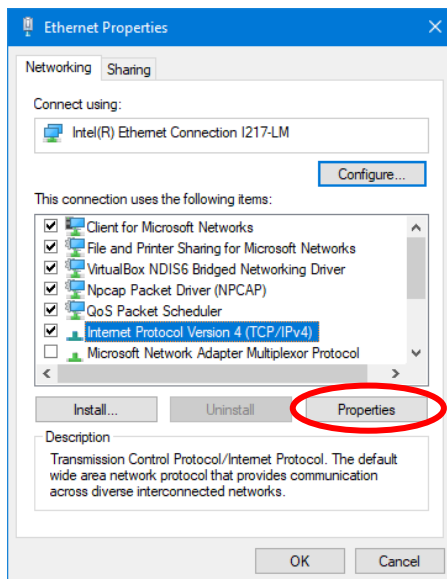 Ethernet Properties
Networking
Sharing
Connect using:
Intel(R) Ethernet Connection I217-LM
Configure...
This connection uses the following items:
Client for Microsoft Networks
File and Printer Sharing for Microsoft Networks
VirtualBox NDIS6 Bridged Networking Driver
Npcap Packet Driver (NPCAP)
QoS Packet Scheduler
Internet Protocol Version 4 (TCP/IPv4)
Microsoft Network Adapter Multiplexor Protocol
Install...
Uninstall
Properties
Description
Transmission Control Protocol/Internet Protocol. The default
wide area network protocol that provides communication
across diverse interconnected networks.
OK
Cancel